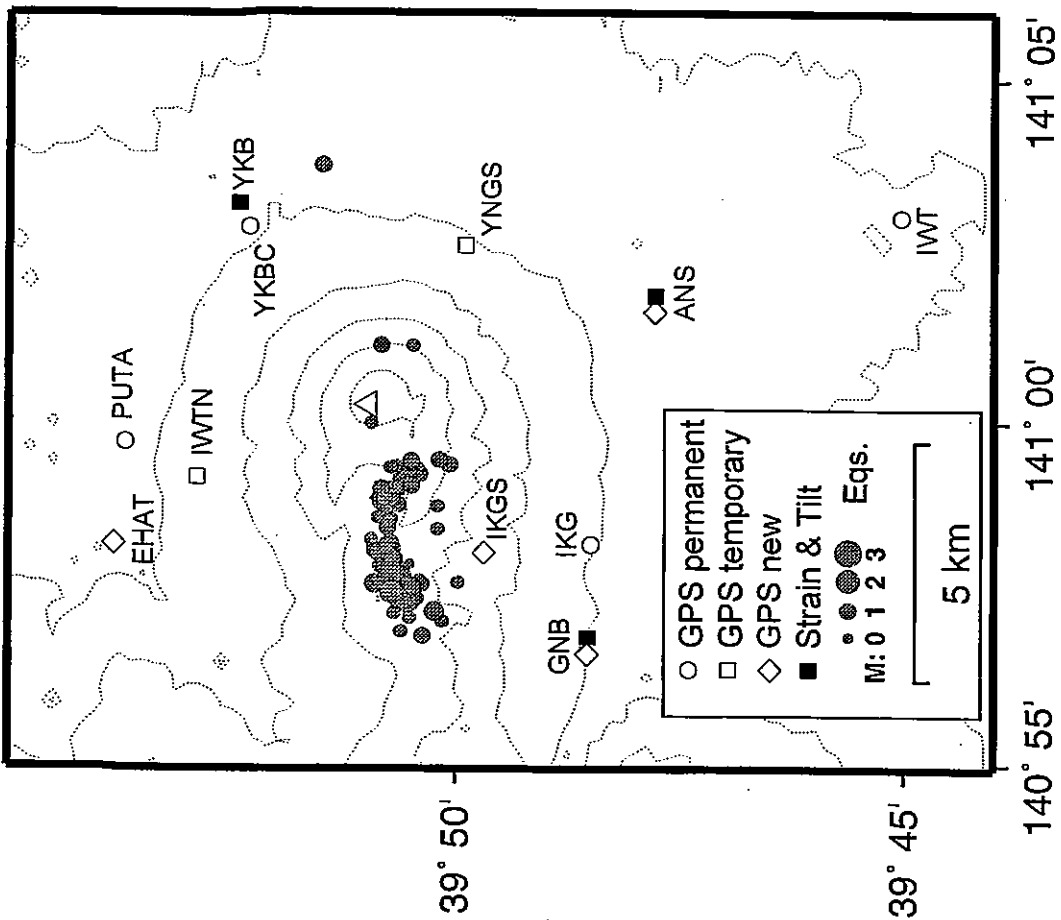 EHAT
PUTA
IWTN
YKB
YKBC
YNGS
IKGS
IKG
GNB
ANS
IWT
GPS permanent
GPS temporary
GPS new
Strain & Tilt
M: 0 1 2 3 Eqs.
5 km
39° 50'
39° 45'
140° 55'
141° 00'
141° 05'